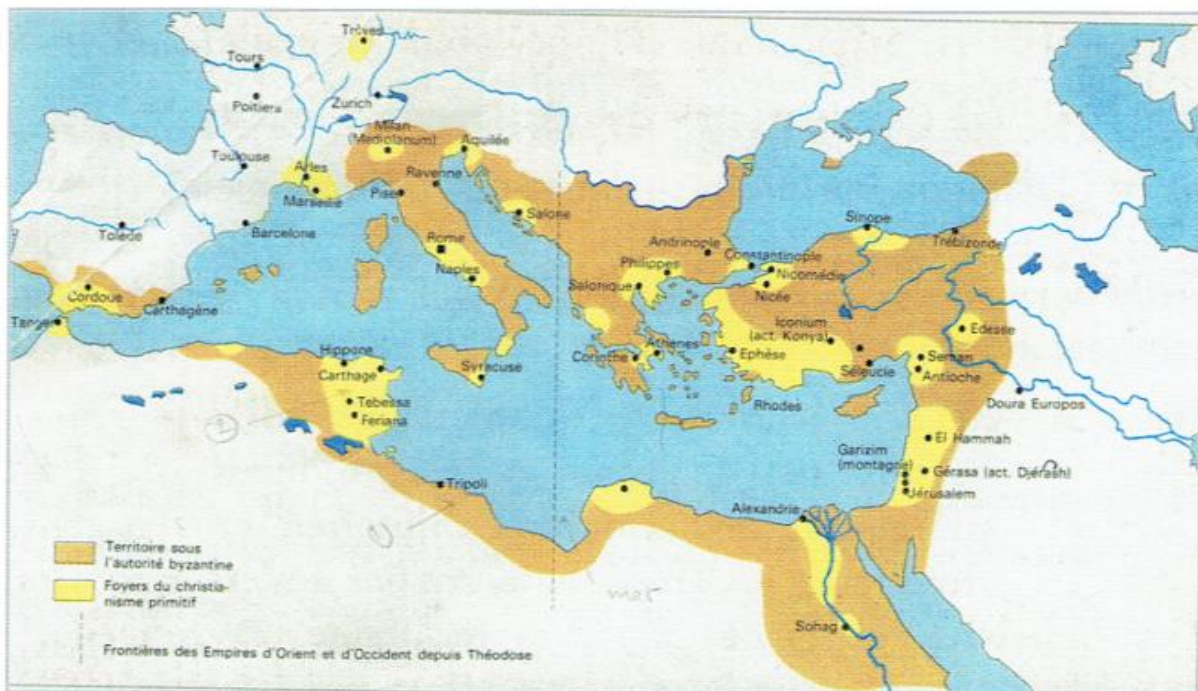 Trèves
Tours
Poitiers
Zurich
Milan
(Mediolanum)
Aquilée
Toulouse
Arles
Ravenne
Marseille
Pise
Salone
Sinope
Tolède
Barcelone
Rome
Andrinople
Constantinople
Trébizonde
Naples
Philippes
Nicomédie
Cordoue
Salonique
Nicée
Carthagène
Tanger
Iconium
(act. Konya)
Edesse
Hippone
Athènes
Corinthe
Ephèse
Carthage
Syracuse
Séleucie
Antioche
Tebessa
Rhodes
Doura Europos
Feriana
El Hammah
Garizim
(montagne)
Gérasa (act. Djérash)
Tripoli
Jérusalem
Alexandrie
Territoire sous
l'autorité byzantine
Foyers du christia-
nisme primitif
mer
Sohag
Frontières des Empires d'Orient et d'Occident depuis Théodose